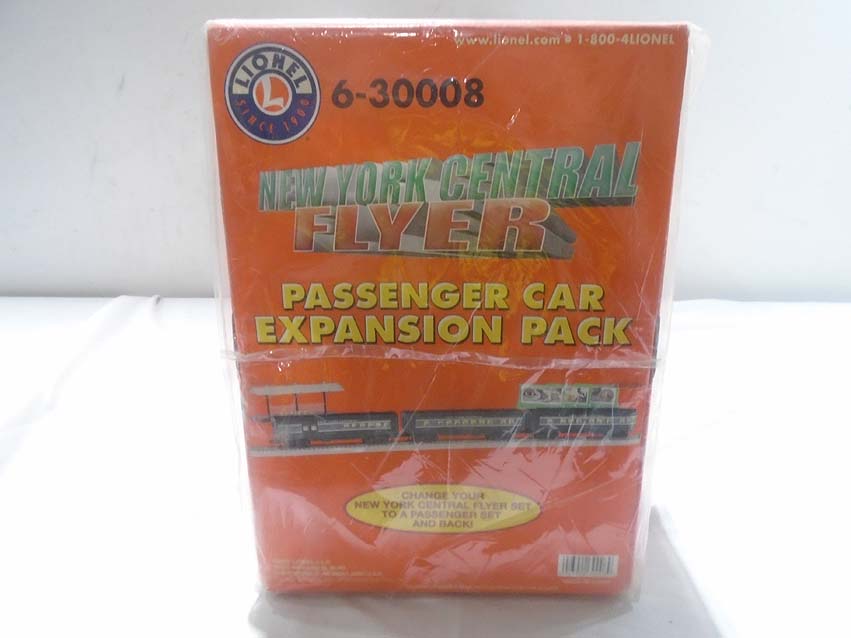 www.lionel.com • 1-800-4LIONEL
LIONEL
L
SINCE 1900
6-30008
NEW YORK CENTRAL
FLYER
PASSENGER CAR
EXPANSION PACK
CHANGE YOUR
NEW YORK CENTRAL FLYER SET
TO A PASSENGER SET
AND BACK!